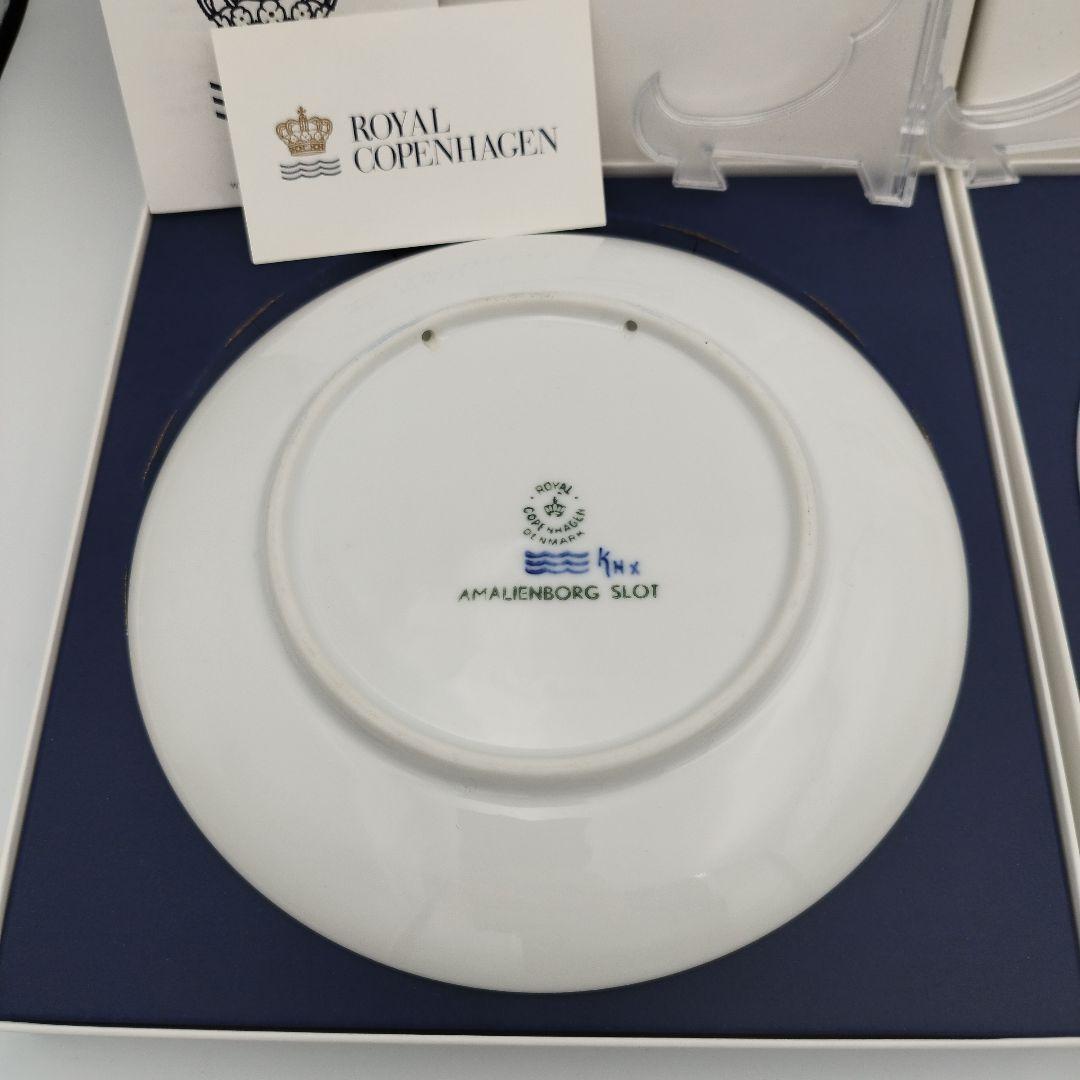 ROYAL
COPENHAGEN
ROYAL
COPENHAGEN
DENMARK
KHX
AMALIENBORG SLOT